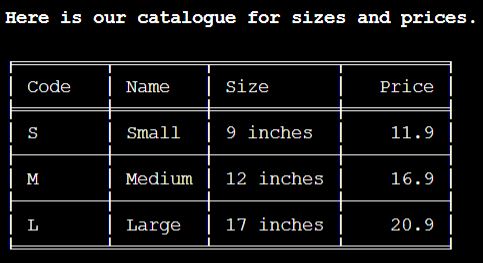 Here is our catalogue for sizes and prices.
Code Name Size Price
S Small 9 inches 11.9
M Medium 12 inches 16.9
L Large 17 inches 20.9